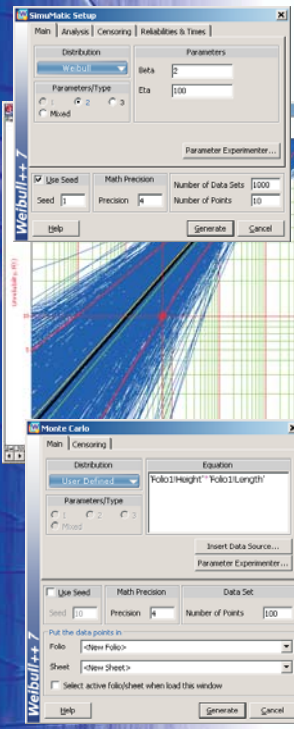 SimuMatic Setup
Main Analysis Censoring Reliabilities & Times
Distribution
Weibull
Parameters/Type
1 2 3
Mixed
Parameters
Beta 2
Eta 100
Parameter Experimenter...
Use Seed
Seed 1
Math Precision
Precision 4
Number of Data Sets 1000
Number of Points 10
Help Generate Cancel
Weibull++ 7
Monte Carlo
Main Censoring
Distribution
User Defined
Parameters/Type
1 2 3
Mixed
Equation
'Folio1!Height'*'Folio1!Length'
Insert Data Source...
Parameter Experimenter...
Use Seed
Seed 10
Math Precision
Precision 4
Data Set
Number of Points 100
Put the data points in
Folio <New Folio>
Sheet <New Sheet>
Select active folio/sheet when load this window
Help Generate Cancel
Weibull++ 7